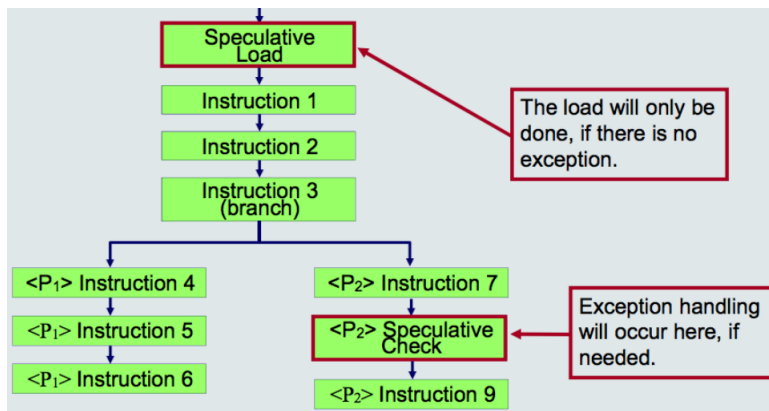 Speculative
Load
Instruction 1
The load will only be
done, if there is no
exception.
Instruction 2
Instruction 3
(branch)
<P₁> Instruction 4
<P₂> Instruction 7
<P₁> Instruction 5
<P₂> Speculative
Check
Exception handling
will occur here, if
needed.
<P₁> Instruction 6
<P₂> Instruction 9